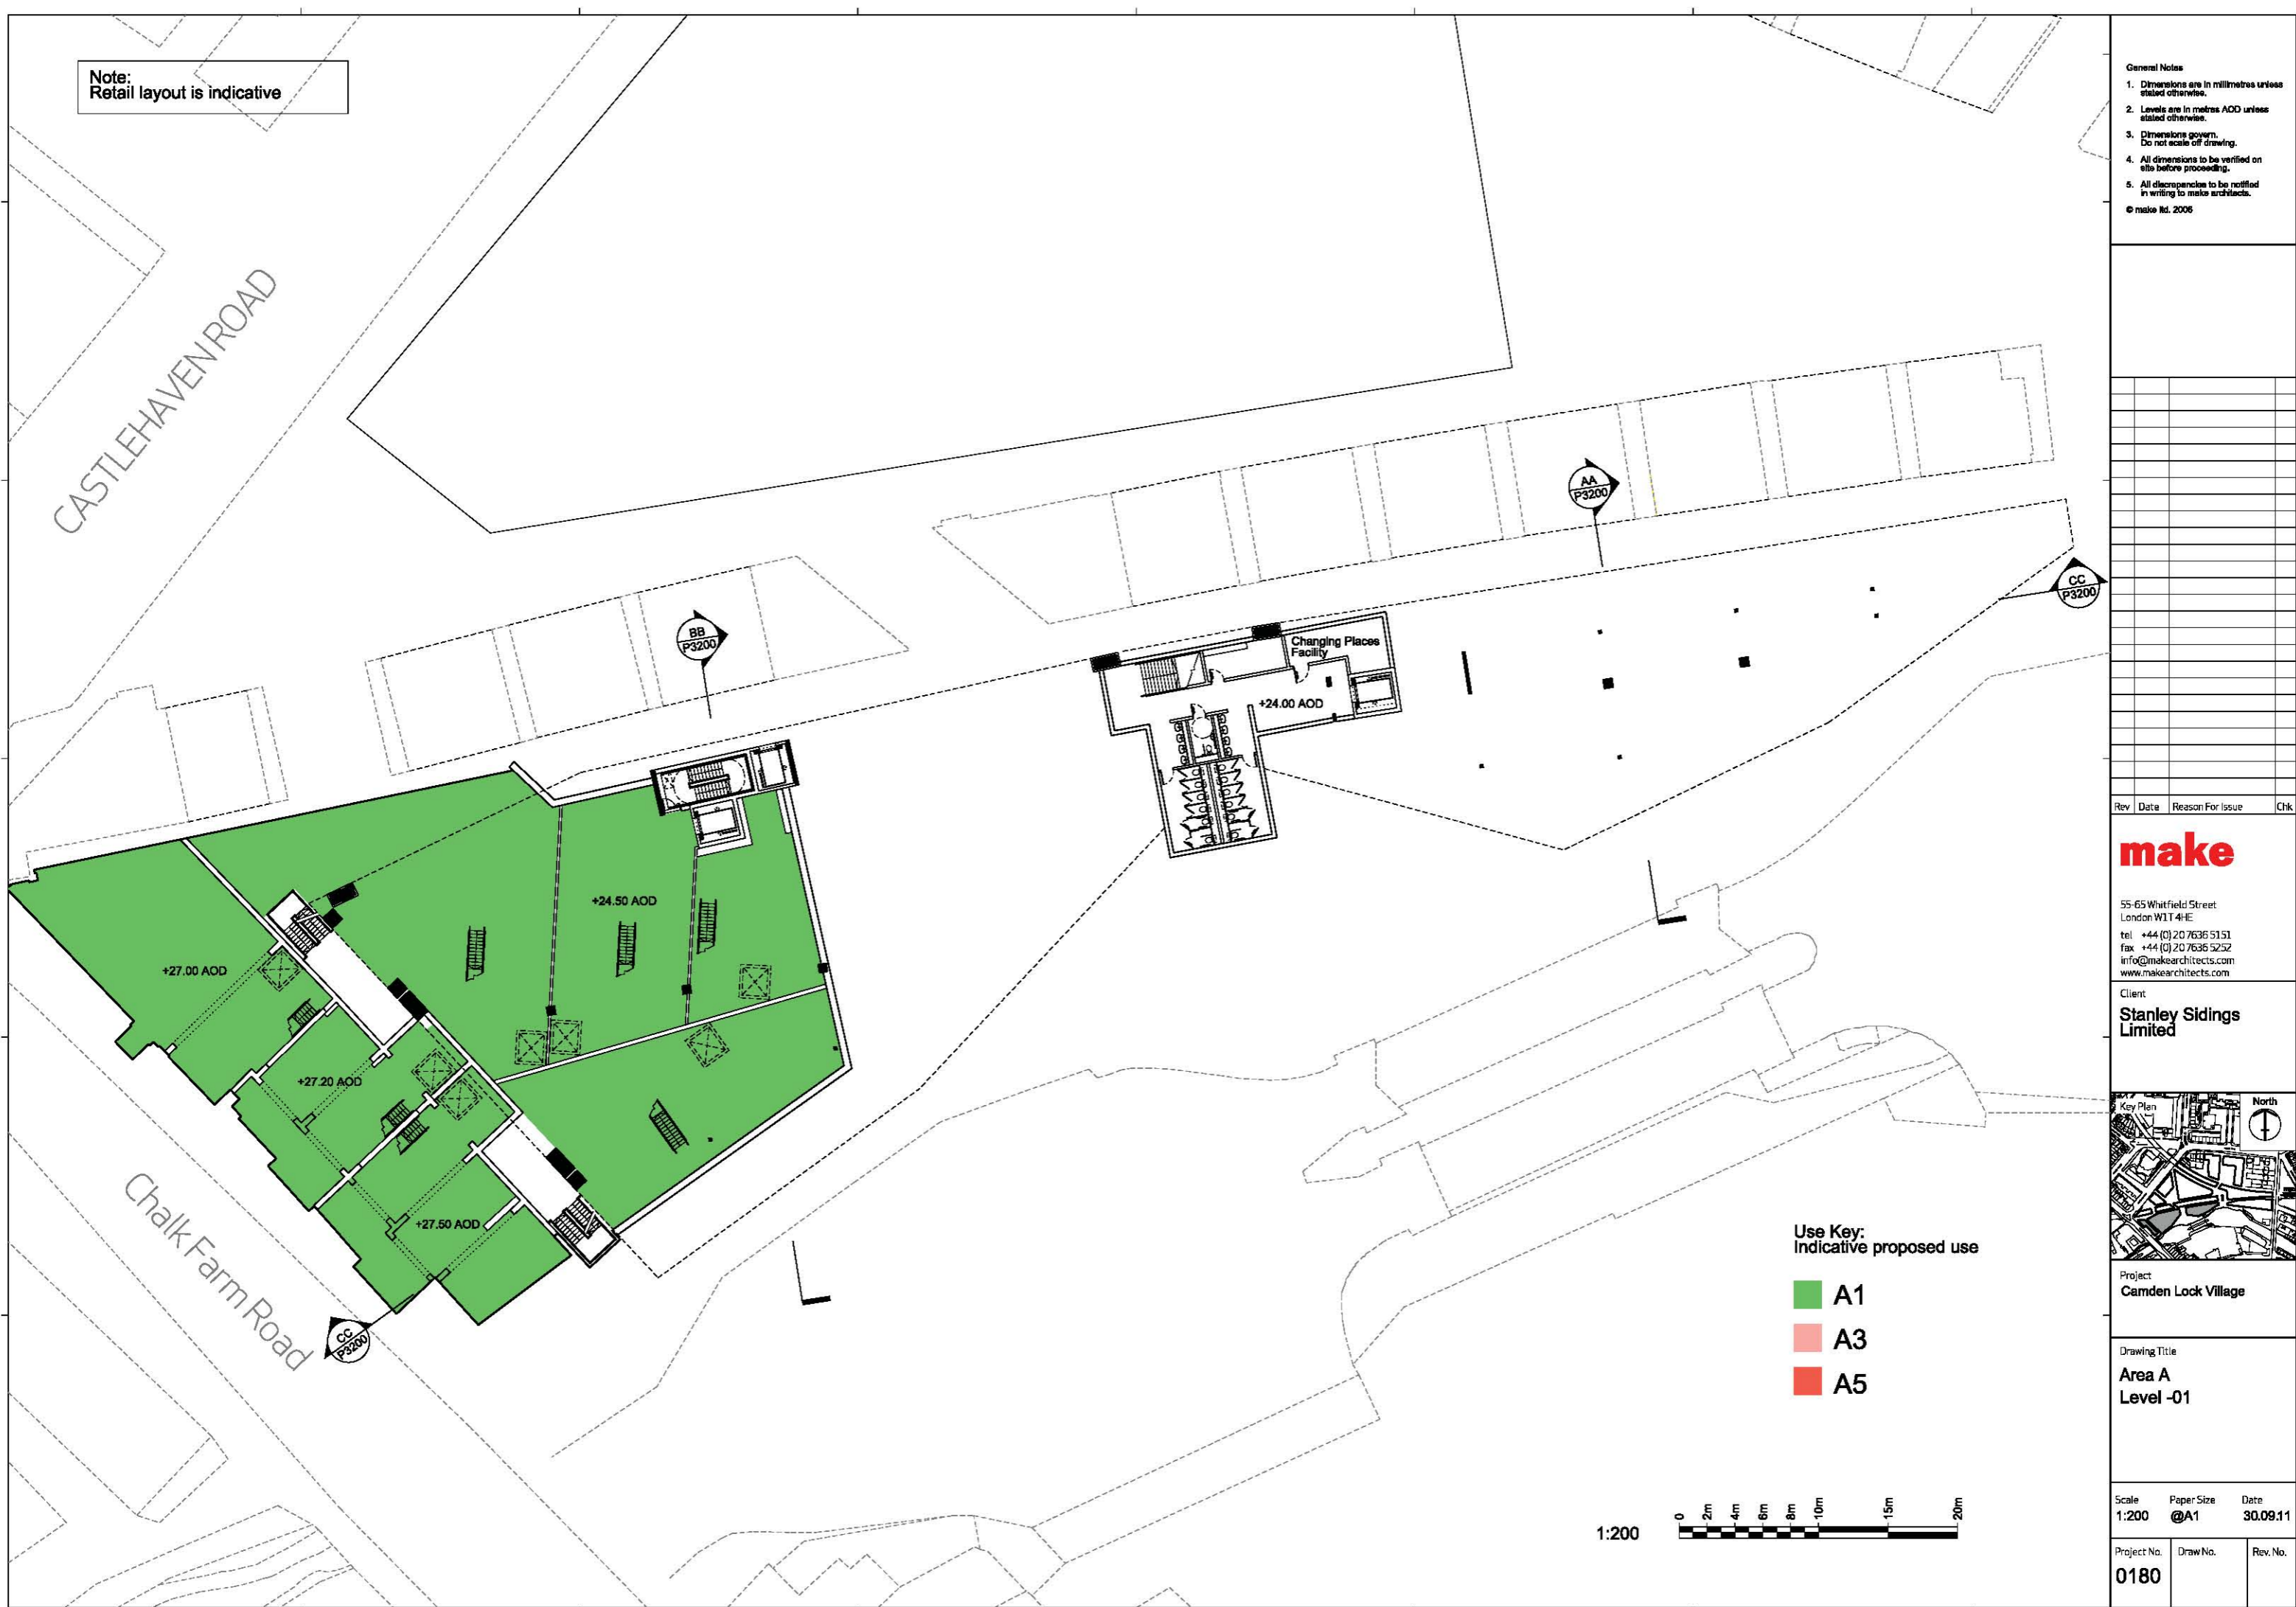 Note:
Retail layout is indicative
CASTLEHAVEN ROAD
AA
P3200
CC
P3200
BB
P3200
Changing Places
Facility
+24.00 AOD
+24.50 AOD
+27.00 AOD
+27.20 AOD
+27.50 AOD
Chalk Farm Road
CC
P3200
Use Key:
Indicative proposed use
A1
A3
A5
1:200
0
2m
4m
6m
8m
10m
15m
20m
General Notes
1. Dimensions are in millimetres unless
stated otherwise.
2. Levels are in metres AOD unless
stated otherwise.
3. Dimensions govern.
Do not scale off drawing.
4. All dimensions to be verified on
site before proceeding.
5. All discrepancies to be notified
in writing to make architects.
© make ltd. 2006
Rev Date Reason For Issue Chk
make
55-65 Whitfield Street
London W1T 4HE
tel +44 (0) 20 7636 5151
fax +44 (0) 20 7636 5252
info@makearchitects.com
www.makearchitects.com
Client
Stanley Sidings
Limited
Key Plan
North
Project
Camden Lock Village
Drawing Title
Area A
Level -01
Scale Paper Size Date
1:200 @A1 30.09.11
Project No. Draw No. Rev. No.
0180